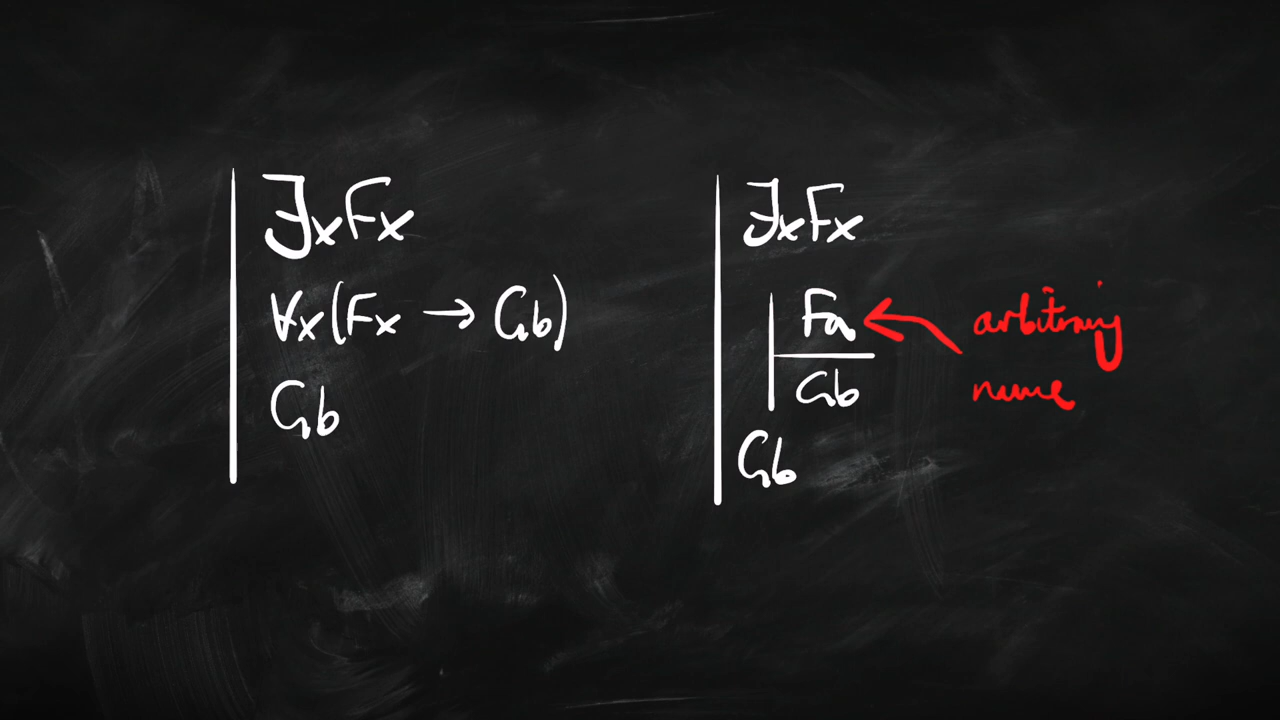 ∃xFx
∀x(Fx → Gb)
Gb
∃xFx
Fa
Gb
Gb
arbitrary
name